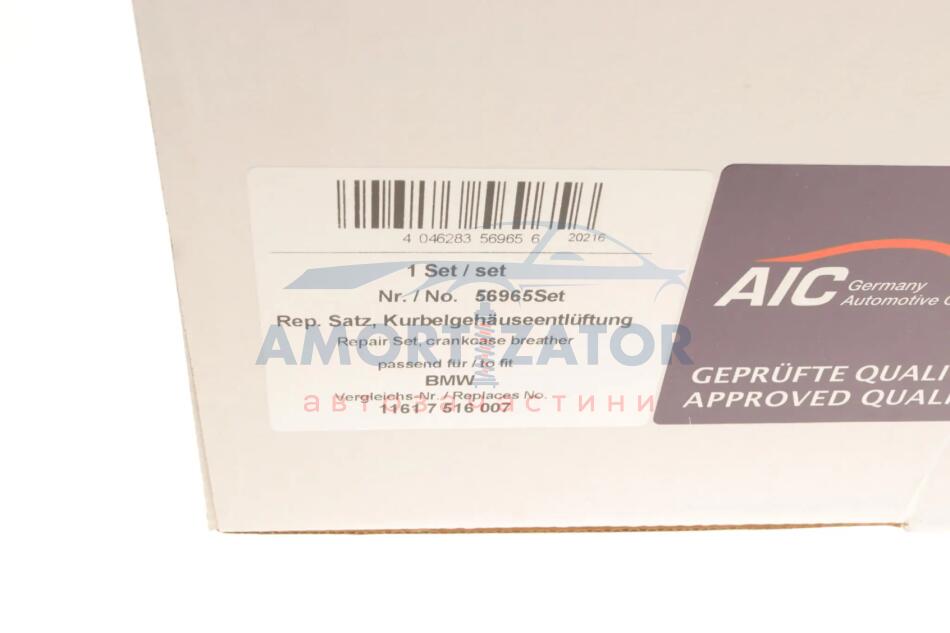 4 046283 56965 6 20216
1 Set / set
Nr. / No. 56965Set
Rep. Satz, Kurbelgehäuseentlüftung
Repair Set, crankcase breather
passend für / to fit
BMW
Vergleichs-Nr. / Replaces No.
1161 7 516 007
AMORTIZATOR
автозапчастини
AIC Germany
Automotive
GEPRÜFTE QUALI
APPROVED QUALI